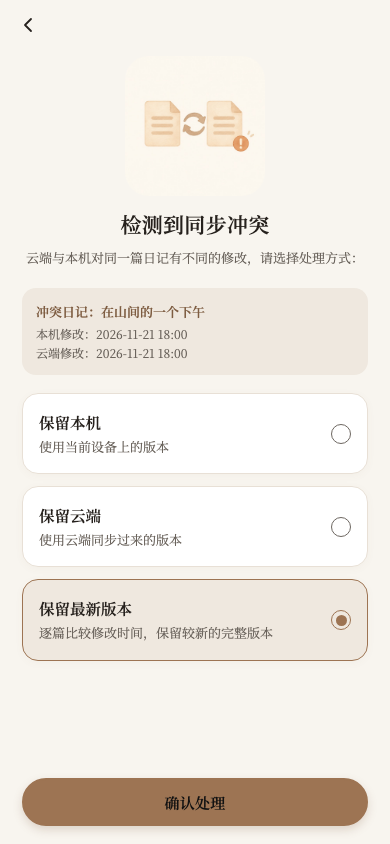 检测到同步冲突
云端与本机对同一篇日记有不同的修改，请选择处理方式：
冲突日记：在山间的一个下午
本机修改：2026-11-21 18:00
云端修改：2026-11-21 18:00
保留本机
使用当前设备上的版本
保留云端
使用云端同步过来的版本
保留最新版本
逐篇比较修改时间，保留较新的完整版本
确认处理